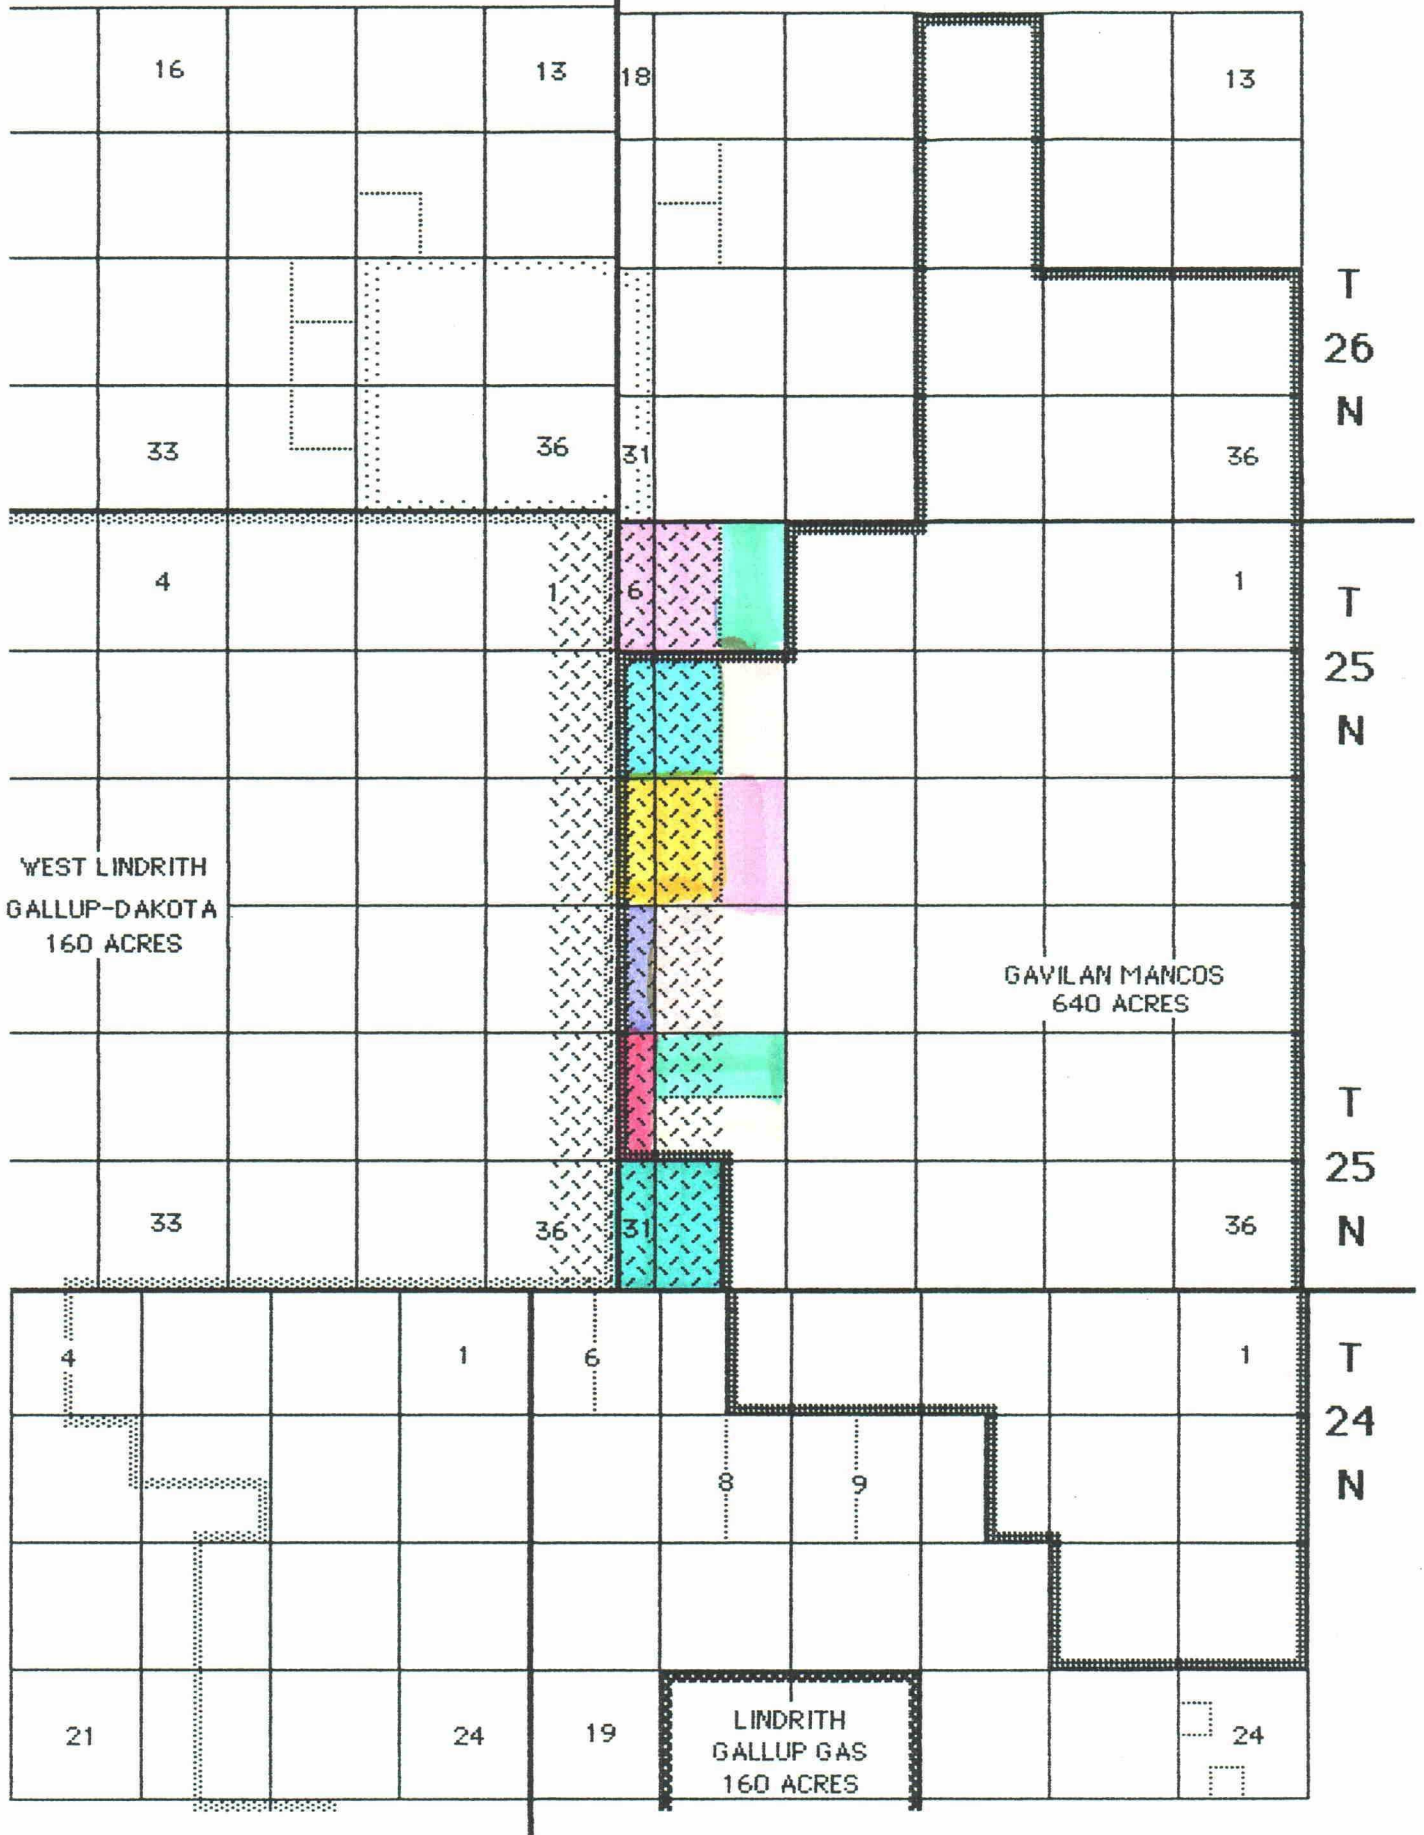 16
13
18
13
T
26
N
33
36
31
36
4
1
6
1
T
25
N
WEST LINDRITH
GALLUP-DAKOTA
160 ACRES
GAVILAN MANCOS
640 ACRES
T
25
N
33
36
31
36
4
1
6
1
T
24
N
8
9
21
24
19
LINDRITH
GALLUP GAS
160 ACRES
24